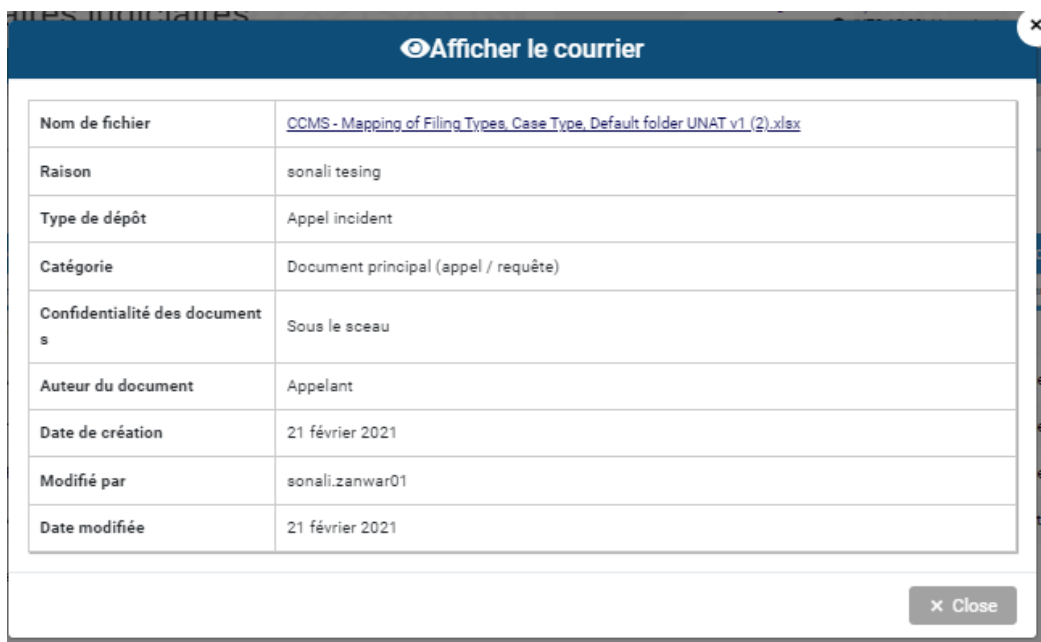 aires judiciaires
Afficher le courrier
Nom de fichier CCMS - Mapping of Filing Types, Case Type, Default folder UNAT v1 (2).xlsx
Raison sonali tesing
Type de dépôt Appel incident
Catégorie Document principal (appel / requête)
Confidentialité des document
s Sous le sceau
Auteur du document Appelant
Date de création 21 février 2021
Modifié par sonali.zanwar01
Date modifiée 21 février 2021
× Close